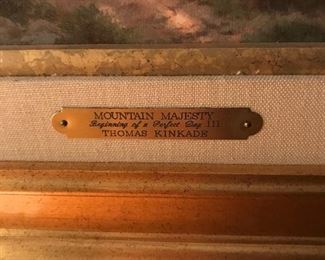 MOUNTAIN MAJESTY
Beginning of a Perfect Day III
THOMAS KINKADE